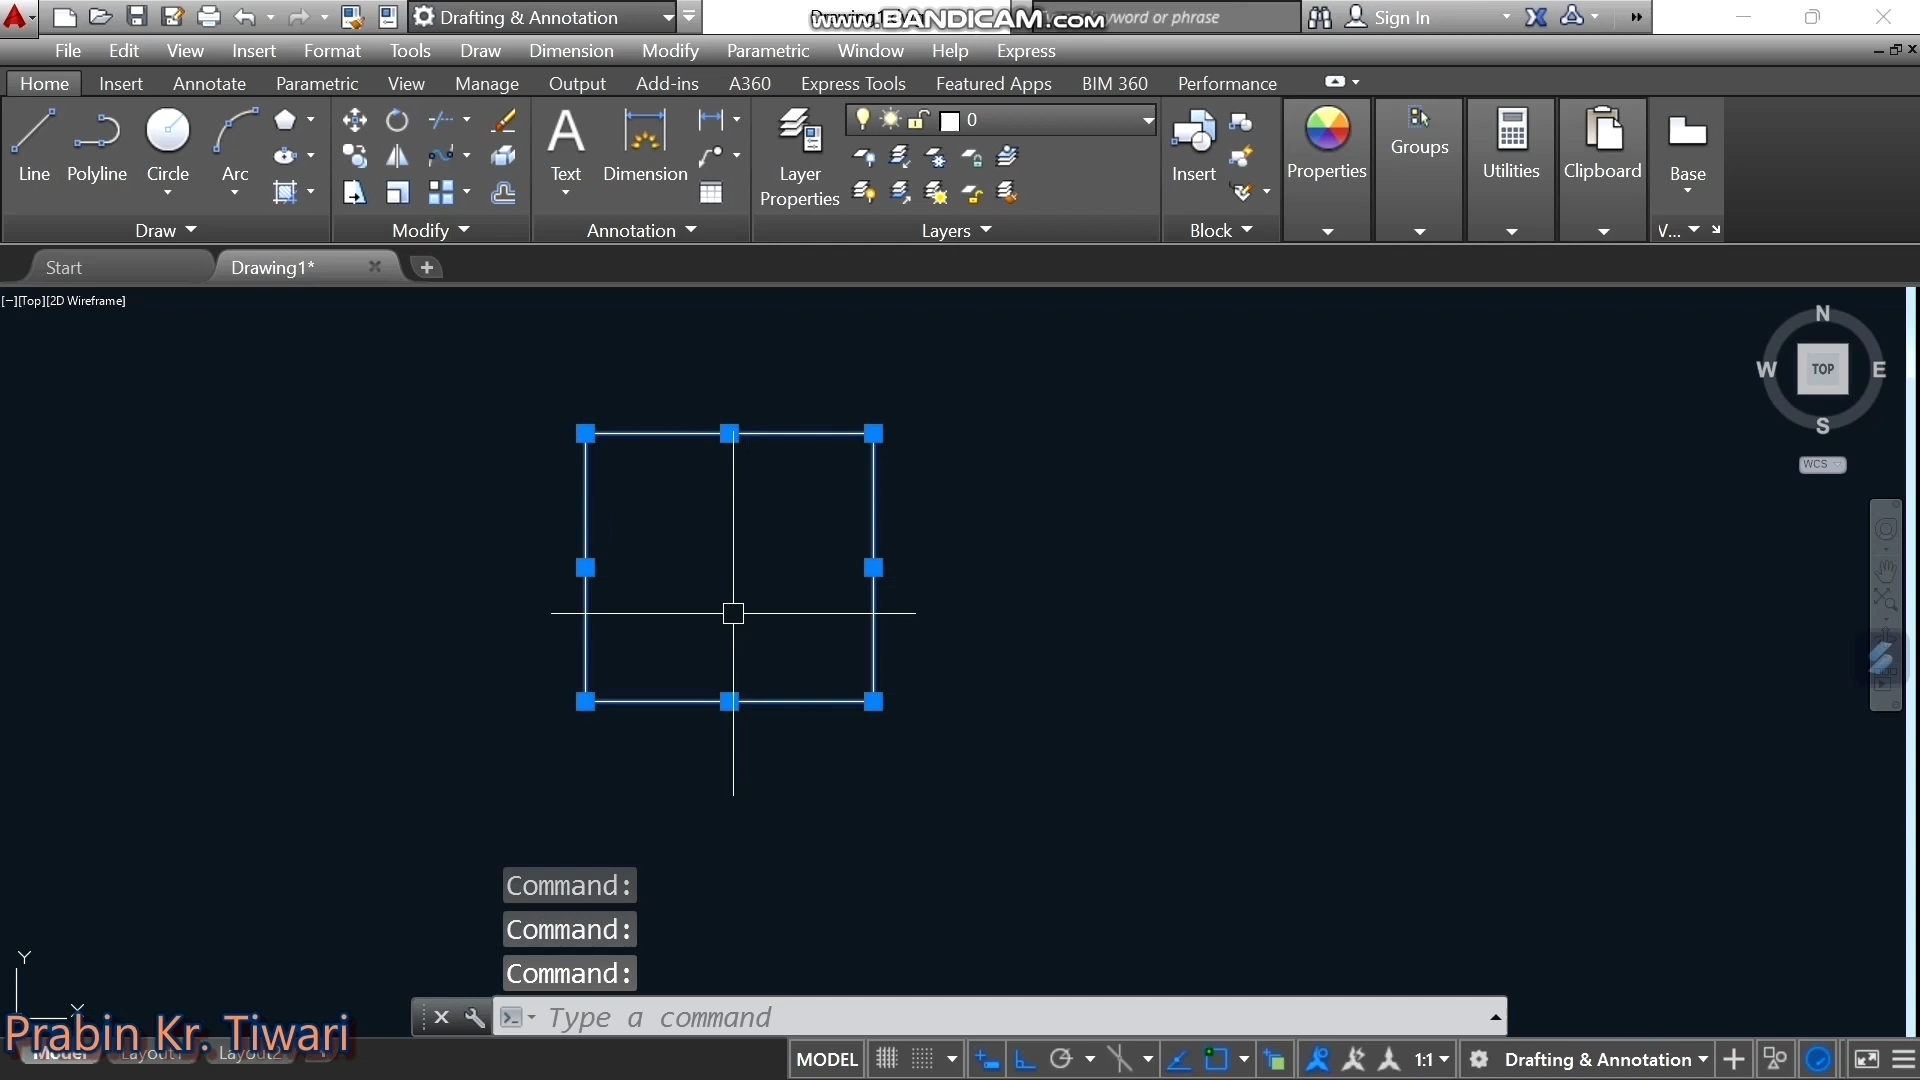 Drafting & Annotation
www.BANDICAM.com
word or phrase
Sign In
File Edit View Insert Format Tools Draw Dimension Modify Parametric Window Help Express
Home Insert Annotate Parametric View Manage Output Add-ins A360 Express Tools Featured Apps BIM 360 Performance
0
Line Polyline Circle Arc
Text Dimension
Layer Properties
Insert
Properties
Groups
Utilities
Clipboard
Base
Draw Modify Annotation Layers Block V...
Start Drawing1*
[−][Top][2D Wireframe]
N
W TOP E
S
WCS
Command:
Command:
Command:
Y
X
Type a command
Prabin Kr. Tiwari
Model Layout1 Layout2
MODEL 1:1 Drafting & Annotation